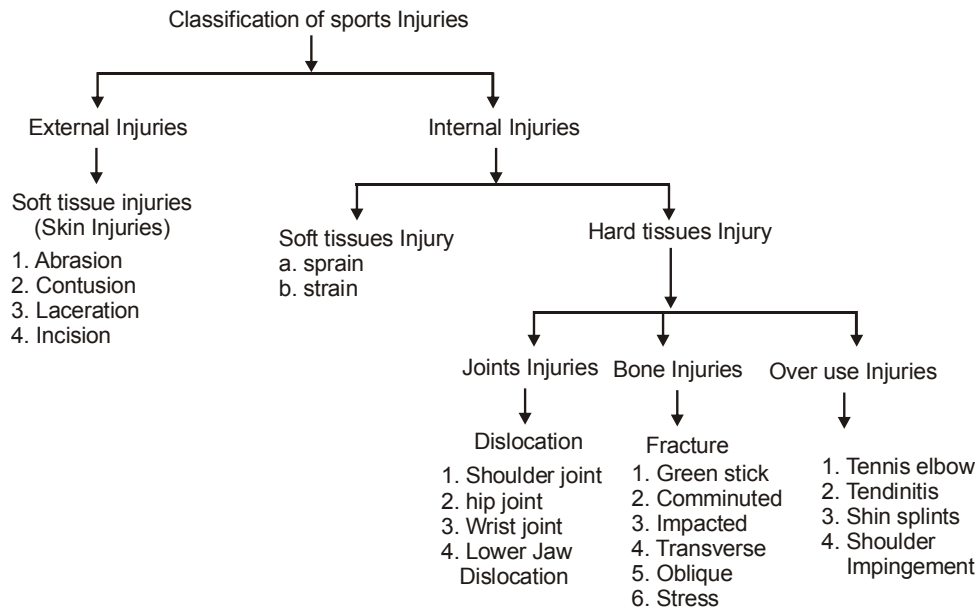 Classification of sports Injuries
External Injuries
Internal Injuries
Soft tissue injuries
(Skin Injuries)
1. Abrasion
2. Contusion
3. Laceration
4. Incision
Soft tissues Injury
a. sprain
b. strain
Hard tissues Injury
Joints Injuries
Bone Injuries
Over use Injuries
Dislocation
1. Shoulder joint
2. hip joint
3. Wrist joint
4. Lower Jaw
Dislocation
Fracture
1. Green stick
2. Comminuted
3. Impacted
4. Transverse
5. Oblique
6. Stress
1. Tennis elbow
2. Tendinitis
3. Shin splints
4. Shoulder
Impingement